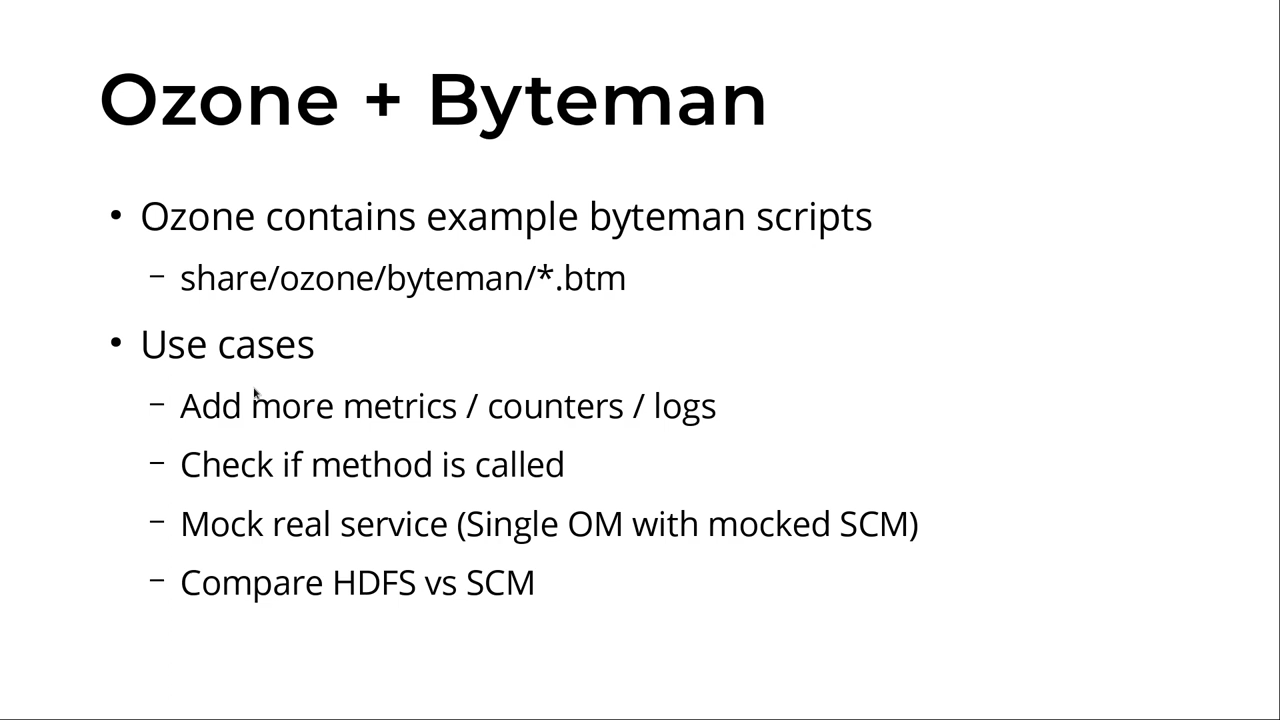 Ozone + Byteman
• Ozone contains example byteman scripts
– share/ozone/byteman/*.btm
• Use cases
– Add more metrics / counters / logs
– Check if method is called
– Mock real service (Single OM with mocked SCM)
– Compare HDFS vs SCM